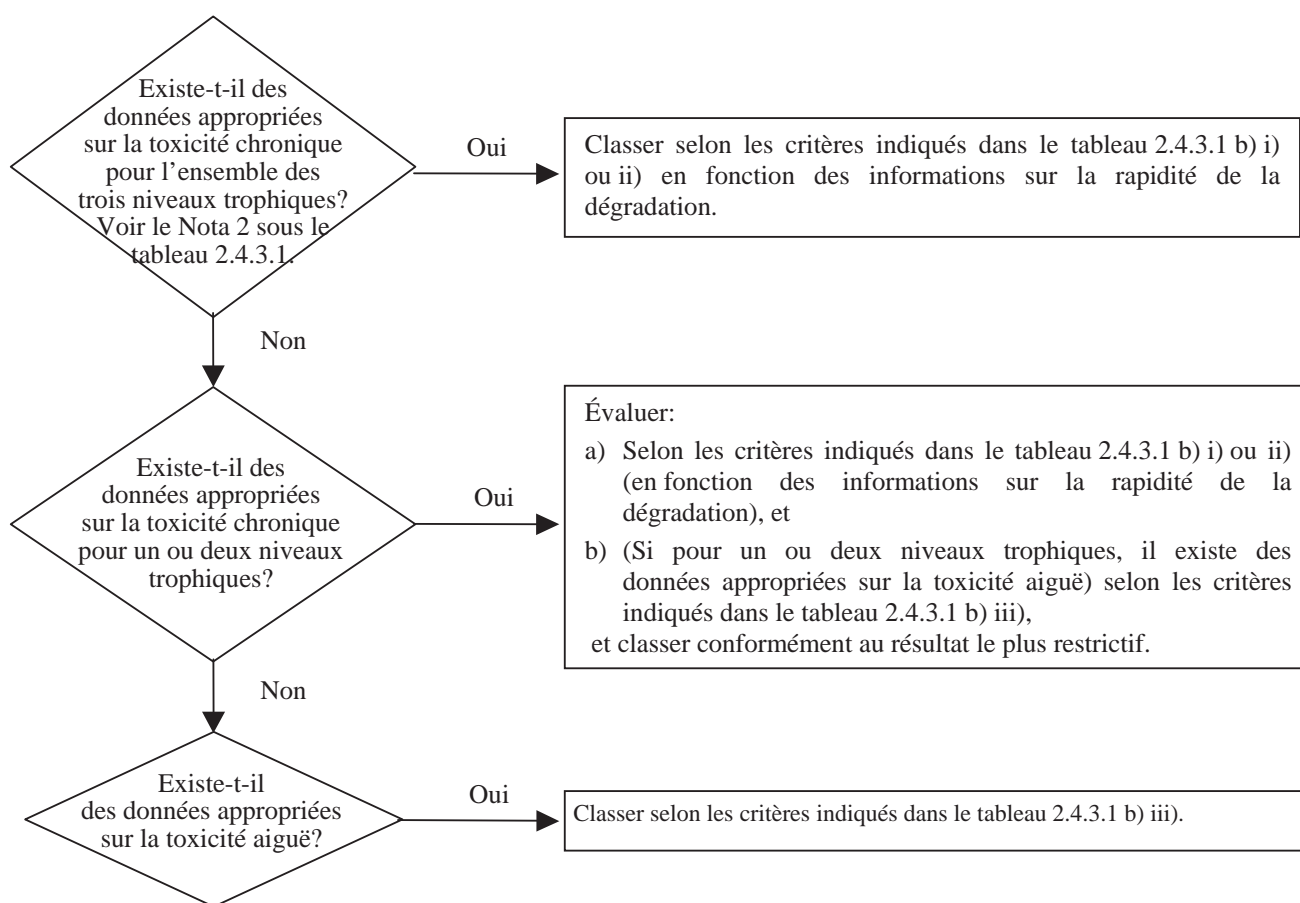 Existe-t-il des
données appropriées
sur la toxicité chronique
pour l'ensemble des
trois niveaux trophiques?
Voir le Nota 2 sous le
tableau 2.4.3.1.
Oui
Classer selon les critères indiqués dans le tableau 2.4.3.1 b) i)
ou ii) en fonction des informations sur la rapidité de la
dégradation.
Non
Existe-t-il des
données appropriées
sur la toxicité chronique
pour un ou deux niveaux
trophiques?
Oui
Évaluer:
a) Selon les critères indiqués dans le tableau 2.4.3.1 b) i) ou ii)
(en fonction des informations sur la rapidité de la
dégradation), et
b) (Si pour un ou deux niveaux trophiques, il existe des
données appropriées sur la toxicité aiguë) selon les critères
indiqués dans le tableau 2.4.3.1 b) iii),
et classer conformément au résultat le plus restrictif.
Non
Existe-t-il
des données appropriées
sur la toxicité aiguë?
Oui
Classer selon les critères indiqués dans le tableau 2.4.3.1 b) iii).